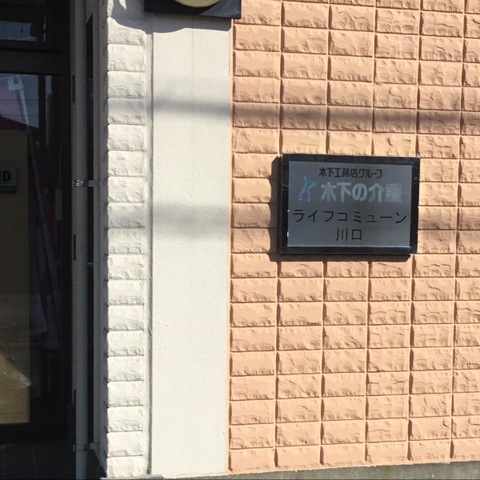 木下工務店グループ
木下の介護
ライフコミューン
川口
ED